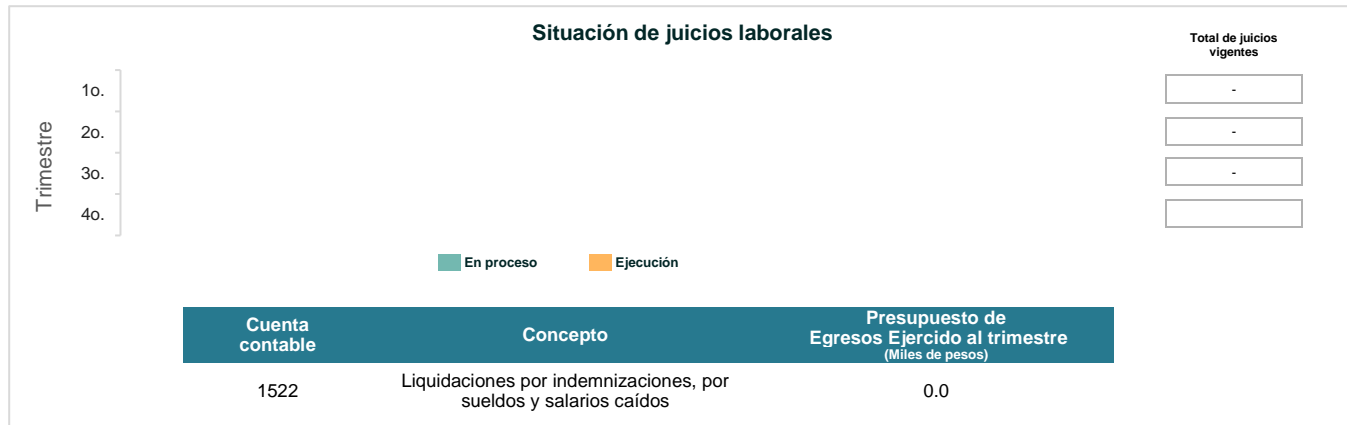 Situación de juicios laborales
Total de juicios
vigentes
Trimestre
1o.
-
2o.
-
3o.
-
4o.
En proceso
Ejecución
Cuenta
contable
Concepto
Presupuesto de
Egresos Ejercido al trimestre
(Miles de pesos)
1522
Liquidaciones por indemnizaciones, por
sueldos y salarios caídos
0.0